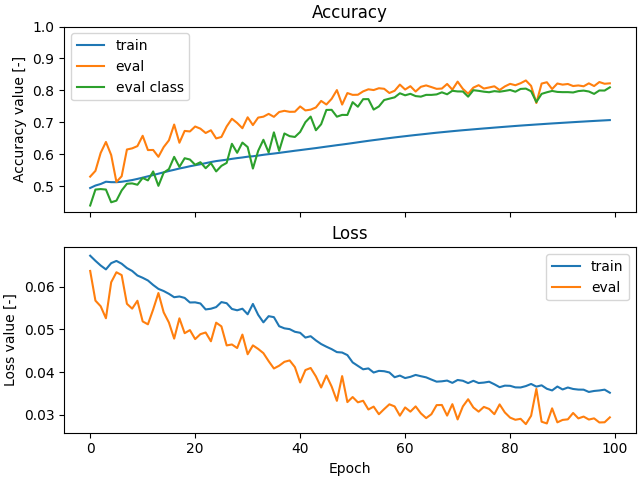 Accuracy
Accuracy value [-]
1.0
0.9
0.8
0.7
0.6
0.5
train
eval
eval class
Loss
Loss value [-]
0.06
0.05
0.04
0.03
train
eval
0
20
40
60
80
100
Epoch